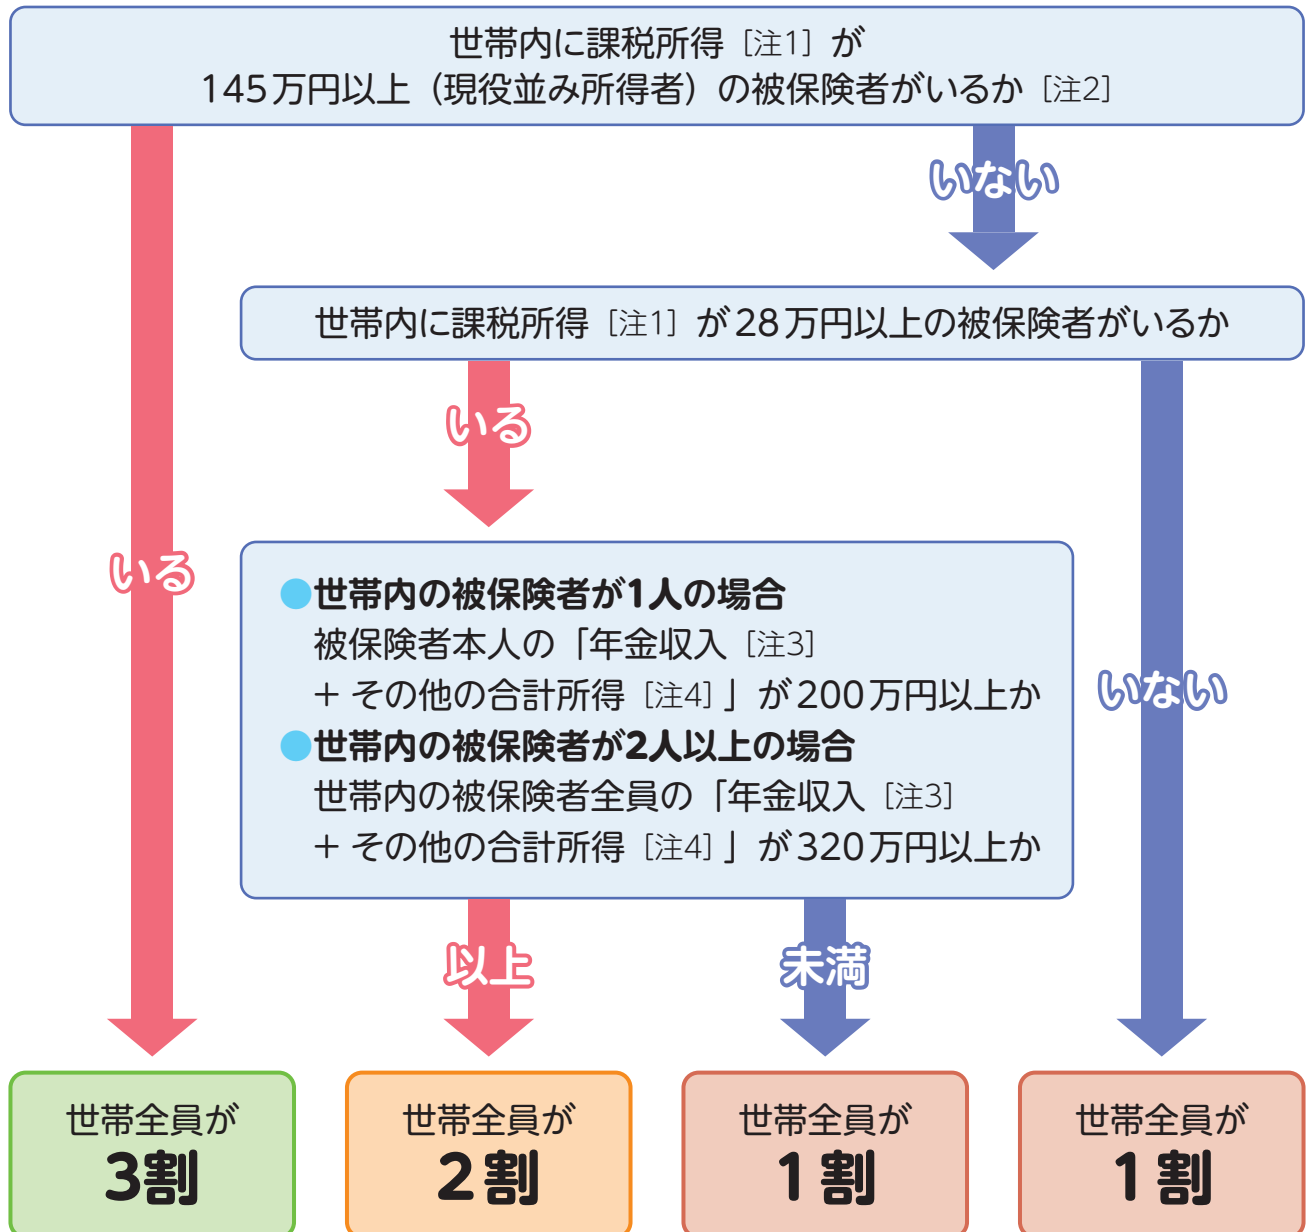 世帯内に課税所得［注1］が
145万円以上（現役並み所得者）の被保険者がいるか［注2］
いない
世帯内に課税所得［注1］が28万円以上の被保険者がいるか
いる
いる
●世帯内の被保険者が1人の場合
被保険者本人の「年金収入［注3］
＋その他の合計所得［注4］」が200万円以上か
●世帯内の被保険者が2人以上の場合
世帯内の被保険者全員の「年金収入［注3］
＋その他の合計所得［注4］」が320万円以上か
いない
以上
未満
世帯全員が
3割
世帯全員が
2割
世帯全員が
1割
世帯全員が
1割